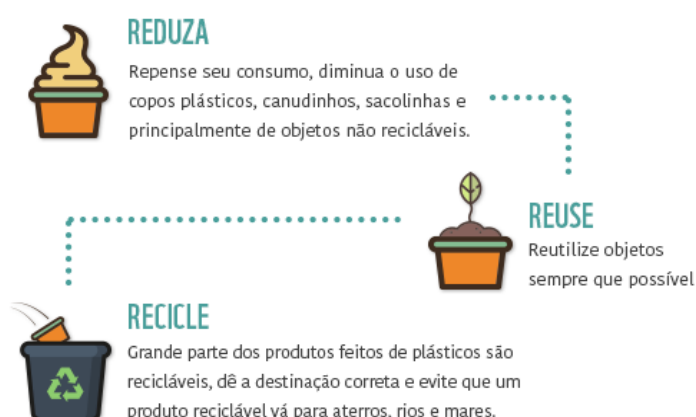 REDUZA
Repense seu consumo, diminua o uso de
copos plásticos, canudinhos, sacolinhas e
principalmente de objetos não recicláveis.
REUSE
Reutilize objetos
sempre que possível
RECICLE
Grande parte dos produtos feitos de plásticos são
recicláveis, dê a destinação correta e evite que um
produto reciclável vá para aterros, rios e mares.